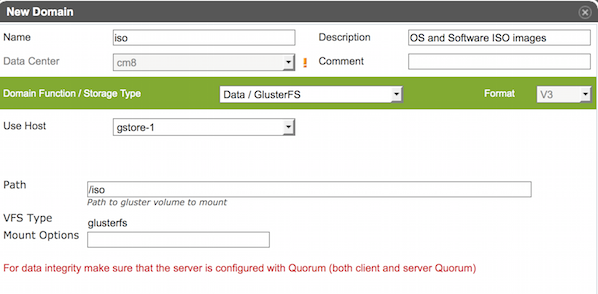 New Domain
Name iso Description OS and Software ISO images
Data Center cm8 ! Comment
Domain Function / Storage Type Data / GlusterFS Format V3
Use Host gstore-1
Path /iso
Path to gluster volume to mount
VFS Type glusterfs
Mount Options
For data integrity make sure that the server is configured with Quorum (both client and server Quorum)